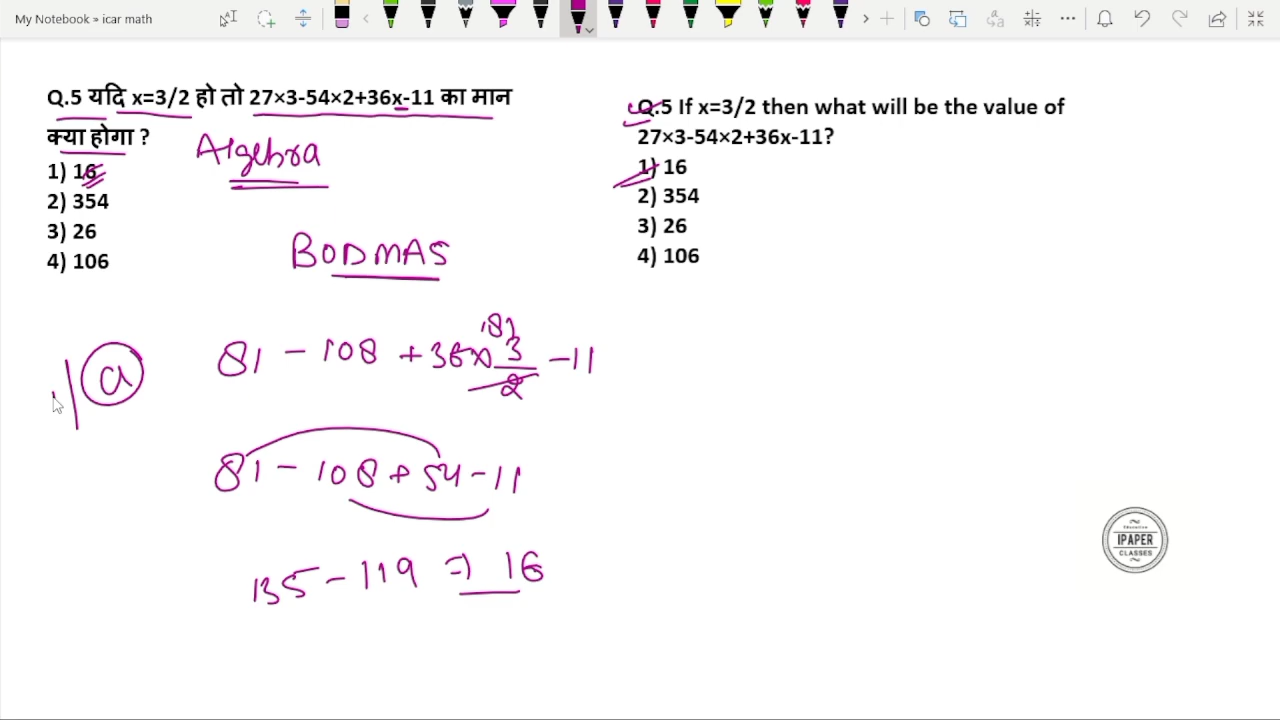 My Notebook » icar math
Q.5 यदि x=3/2 हो तो 27×3-54×2+36x-11 का मान
क्या होगा ?
1) 16
2) 354
3) 26
4) 106
Algebra
BODMAS
81 - 108 + 36x 3/2 - 11
18
a
81 - 108 + 54 - 11
135 - 119 => 16
Q.5 If x=3/2 then what will be the value of
27×3-54×2+36x-11?
1) 16
2) 354
3) 26
4) 106
IPAPER
CLASSES